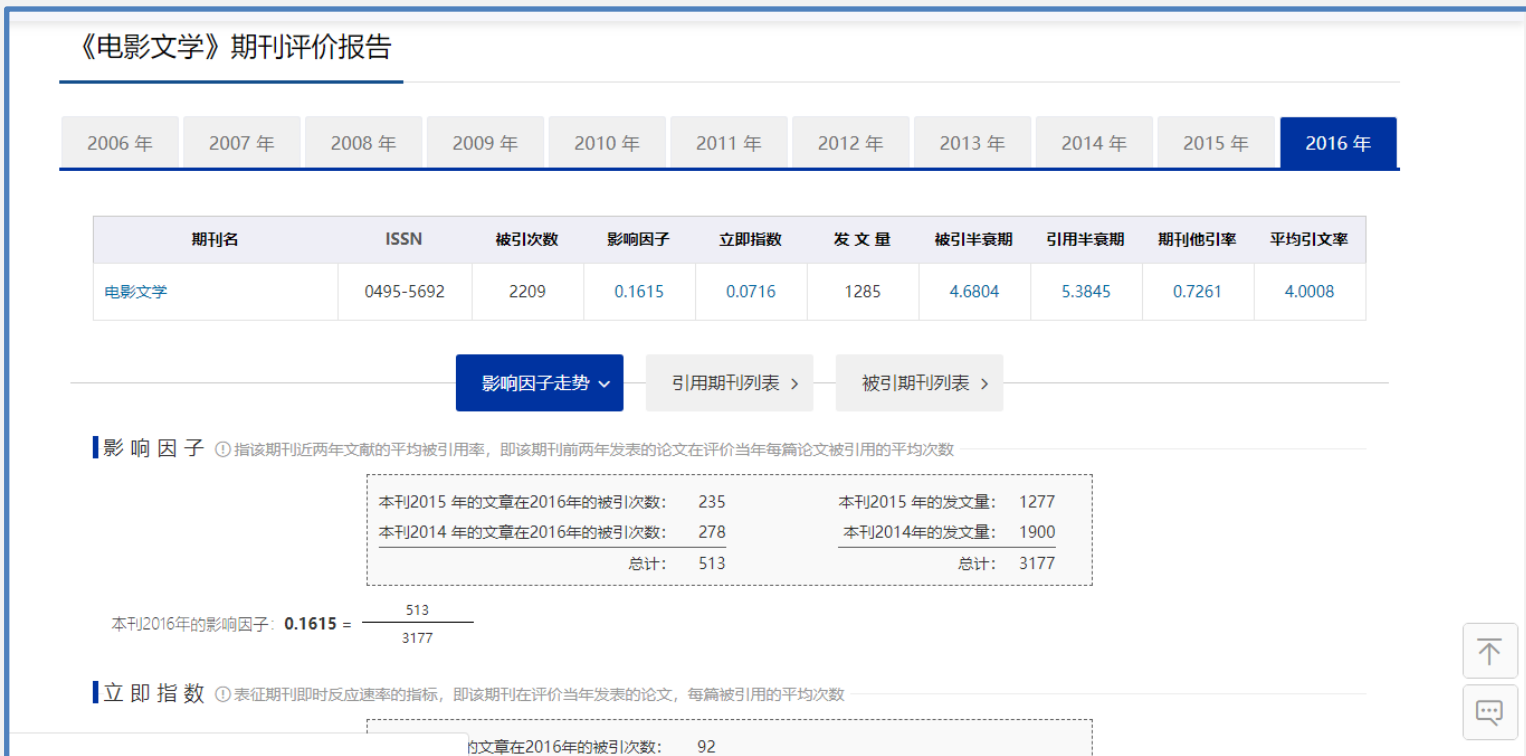 《电影文学》期刊评价报告
2006 年 2007 年 2008 年 2009 年 2010 年 2011 年 2012 年 2013 年 2014 年 2015 年 2016 年
期刊名 ISSN 被引次数 影响因子 立即指数 发 文 量 被引半衰期 引用半衰期 期刊他引率 平均引文率
电影文学 0495-5692 2209 0.1615 0.0716 1285 4.6804 5.3845 0.7261 4.0008
影响因子走势 引用期刊列表 被引期刊列表
影 响 因 子 指该期刊近两年文献的平均被引用率，即该期刊前两年发表的论文在评价当年每篇论文被引用的平均次数
本刊2015 年的文章在2016年的被引次数： 235 本刊2015 年的发文量： 1277
本刊2014 年的文章在2016年的被引次数： 278 本刊2014年的发文量： 1900
总计： 513 总计： 3177
513
本刊2016年的影响因子: 0.1615 =
3177
立 即 指 数 表征期刊即时反应速率的指标，即该期刊在评价当年发表的论文，每篇被引用的平均次数
的文章在2016年的被引次数： 92